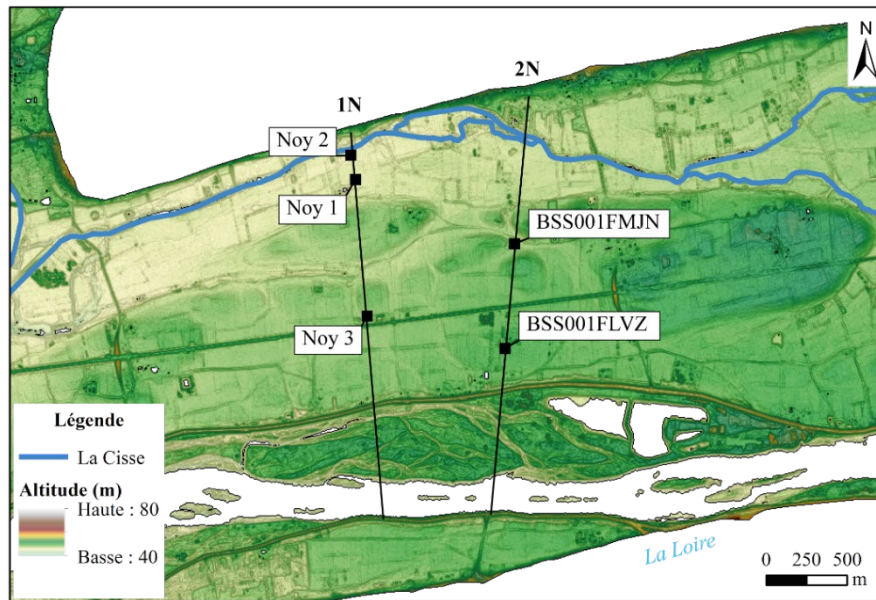 N
2N
1N
Noy 2
Noy 1
BSS001FMJN
Noy 3
BSS001FLVZ
Légende
La Cisse
Altitude (m)
Haute : 80
Basse : 40
La Loire
0 250 500
m